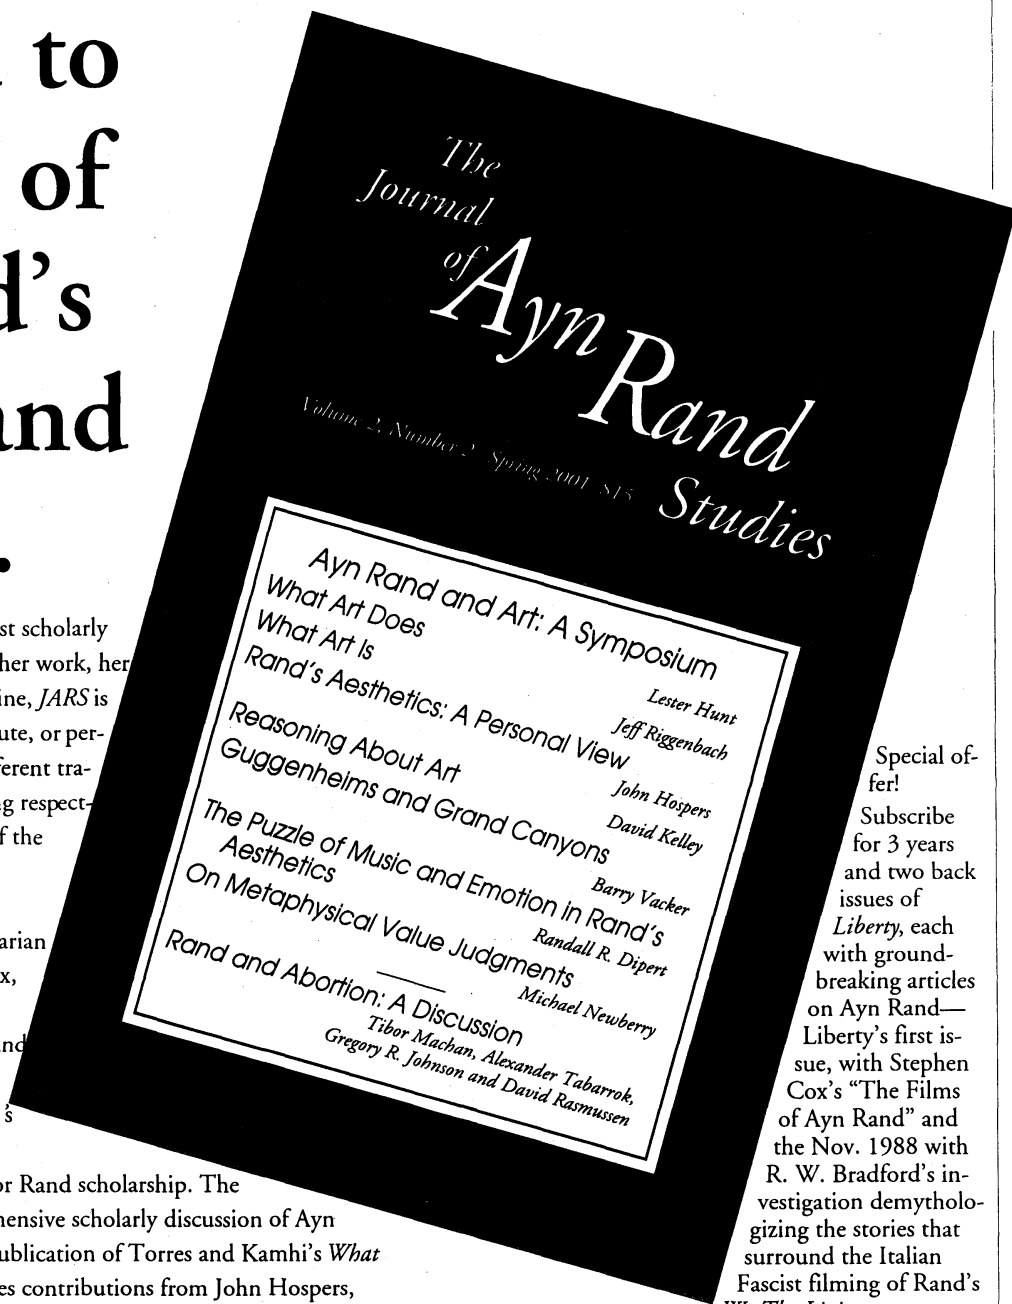 to
of
d's
and
.
The
Journal
of Ayn Rand
Studies
Volume 2, Number 2 Spring 2001 $15
Ayn Rand and Art: A Symposium
What Art Does
Lester Hunt
What Art Is
Jeff Riggenbach
Rand's Aesthetics: A Personal View
John Hospers
Reasoning About Art
David Kelley
Guggenheims and Grand Canyons
Barry Vacker
The Puzzle of Music and Emotion in Rand's
Aesthetics
Randall R. Dipert
On Metaphysical Value Judgments
Michael Newberry
Rand and Abortion: A Discussion
Tibor Machan, Alexander Tabarrok,
Gregory R. Johnson and David Rasmussen
st scholarly
her work, her
ine, JARS is
ute, or per-
ferent tra-
g respect-
f the
arian
x,
and
's
or Rand scholarship. The
hensive scholarly discussion of Ayn
ublication of Torres and Kamhi's What
es contributions from John Hospers,
Special of-
fer!
Subscribe
for 3 years
and two back
issues of
Liberty, each
with ground-
breaking articles
on Ayn Rand—
Liberty's first is-
sue, with Stephen
Cox's "The Films
of Ayn Rand" and
the Nov. 1988 with
R. W. Bradford's in-
vestigation demytholo-
gizing the stories that
surround the Italian
Fascist filming of Rand's